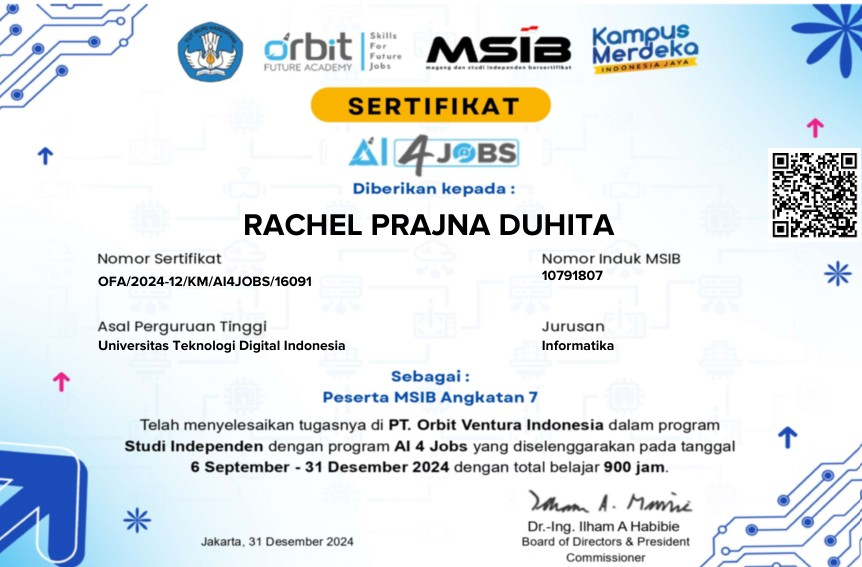 orbit
FUTURE ACADEMY
Skills
For
Future
Jobs
MSIB
magang dan studi independen bersertifikat
Kampus
Merdeka
INDONESIA JAYA
SERTIFIKAT
AI 4 JOBS
Diberikan kepada :
RACHEL PRAJNA DUHITA
Nomor Sertifikat
OFA/2024-12/KM/AI4JOBS/16091
Nomor Induk MSIB
10791807
Asal Perguruan Tinggi
Universitas Teknologi Digital Indonesia
Jurusan
Informatika
Sebagai :
Peserta MSIB Angkatan 7
Telah menyelesaikan tugasnya di PT. Orbit Ventura Indonesia dalam program
Studi Independen dengan program AI 4 Jobs yang diselenggarakan pada tanggal
6 September - 31 Desember 2024 dengan total belajar 900 jam.
Dr.-Ing. Ilham A Habibie
Board of Directors & President
Commissioner
Jakarta, 31 Desember 2024